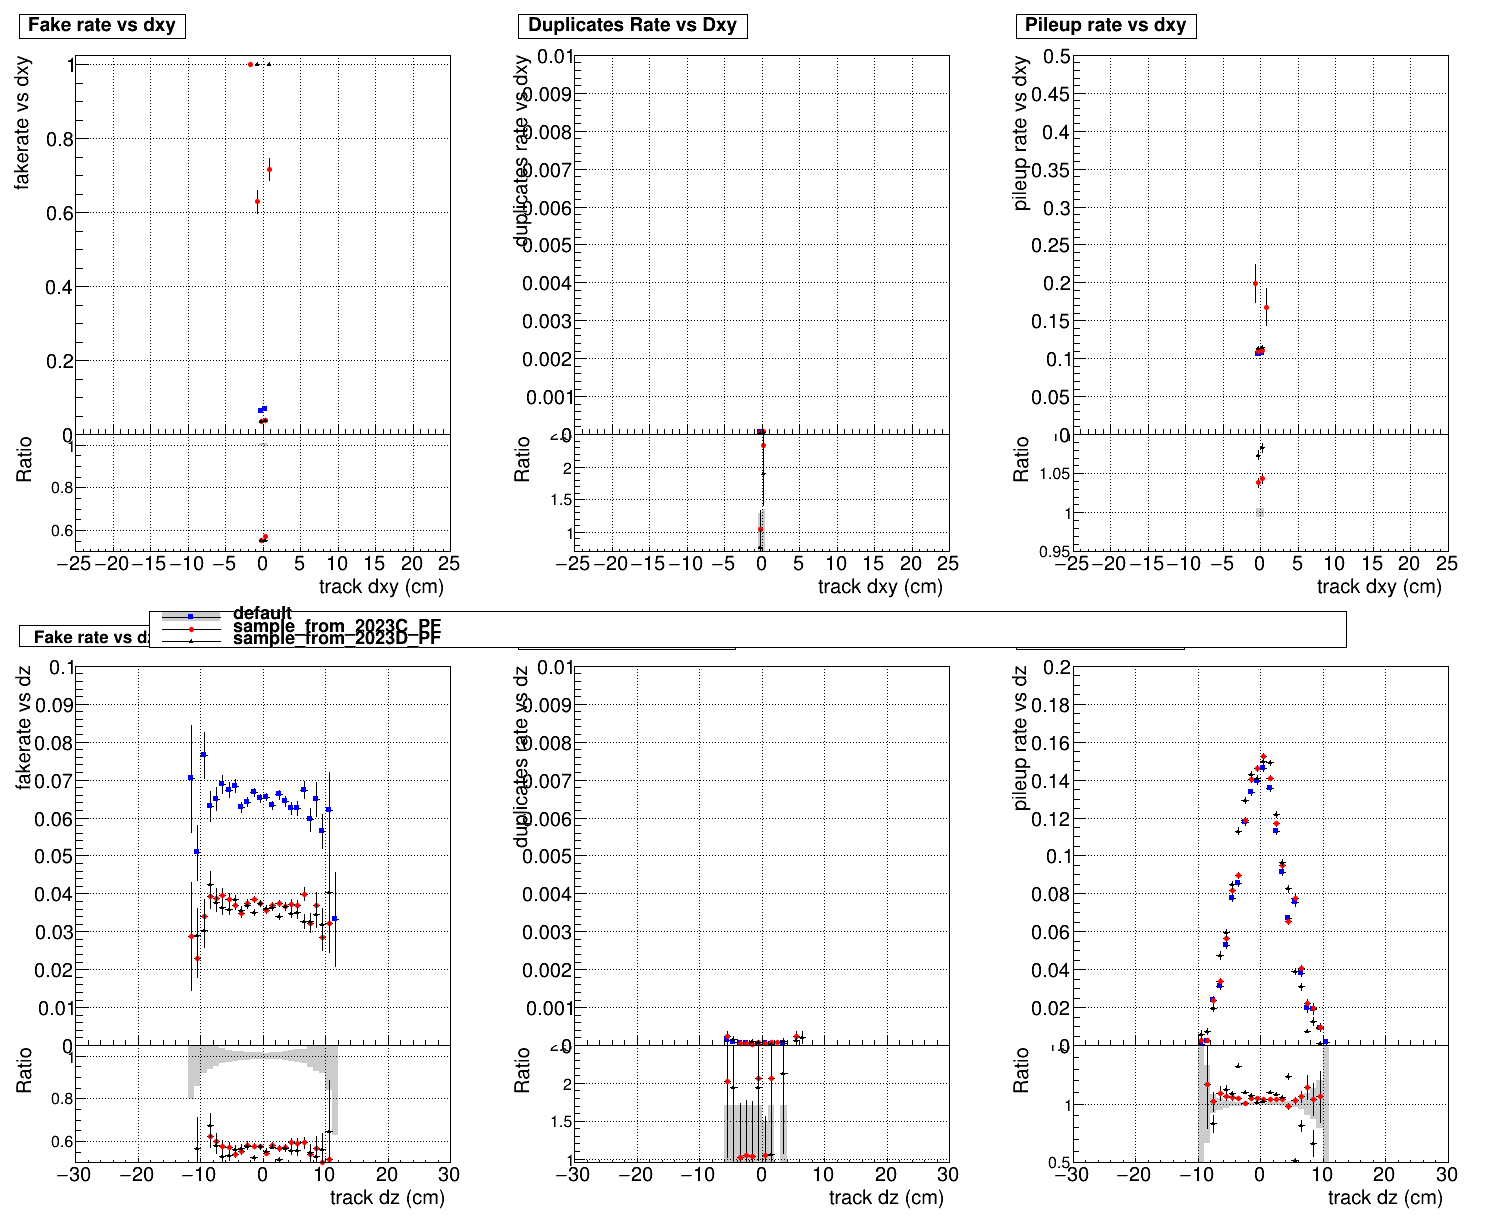 Fake rate vs dxy
fakerate vs dxy
1
0.8
0.6
0.4
0.2
0
Ratio
1
0.8
0.6
−25 −20 −15 −10 −5 0 5 10 15 20 25
track dxy (cm)
Duplicates Rate vs Dxy
duplicates rate vs dxy
0.01
0.009
0.008
0.007
0.006
0.005
0.004
0.003
0.002
0.001
0
Ratio
2
1.5
1
−25 −20 −15 −10 −5 0 5 10 15 20 25
track dxy (cm)
Pileup rate vs dxy
pileup rate vs dxy
0.5
0.45
0.4
0.35
0.3
0.25
0.2
0.15
0.1
0.05
0
Ratio
1.05
1
0.95
−25 −20 −15 −10 −5 0 5 10 15 20 25
track dxy (cm)
default
sample_from_2023C_PF
sample_from_2023D_PF
Fake rate vs dz
fakerate vs dz
0.1
0.09
0.08
0.07
0.06
0.05
0.04
0.03
0.02
0.01
0
Ratio
1
0.8
0.6
−30 −20 −10 0 10 20 30
track dz (cm)
duplicates rate vs dz
0.01
0.009
0.008
0.007
0.006
0.005
0.004
0.003
0.002
0.001
0
Ratio
2
1.5
1
−30 −20 −10 0 10 20 30
track dz (cm)
pileup rate vs dz
0.2
0.18
0.16
0.14
0.12
0.1
0.08
0.06
0.04
0.02
0
Ratio
1
0.5
−30 −20 −10 0 10 20 30
track dz (cm)